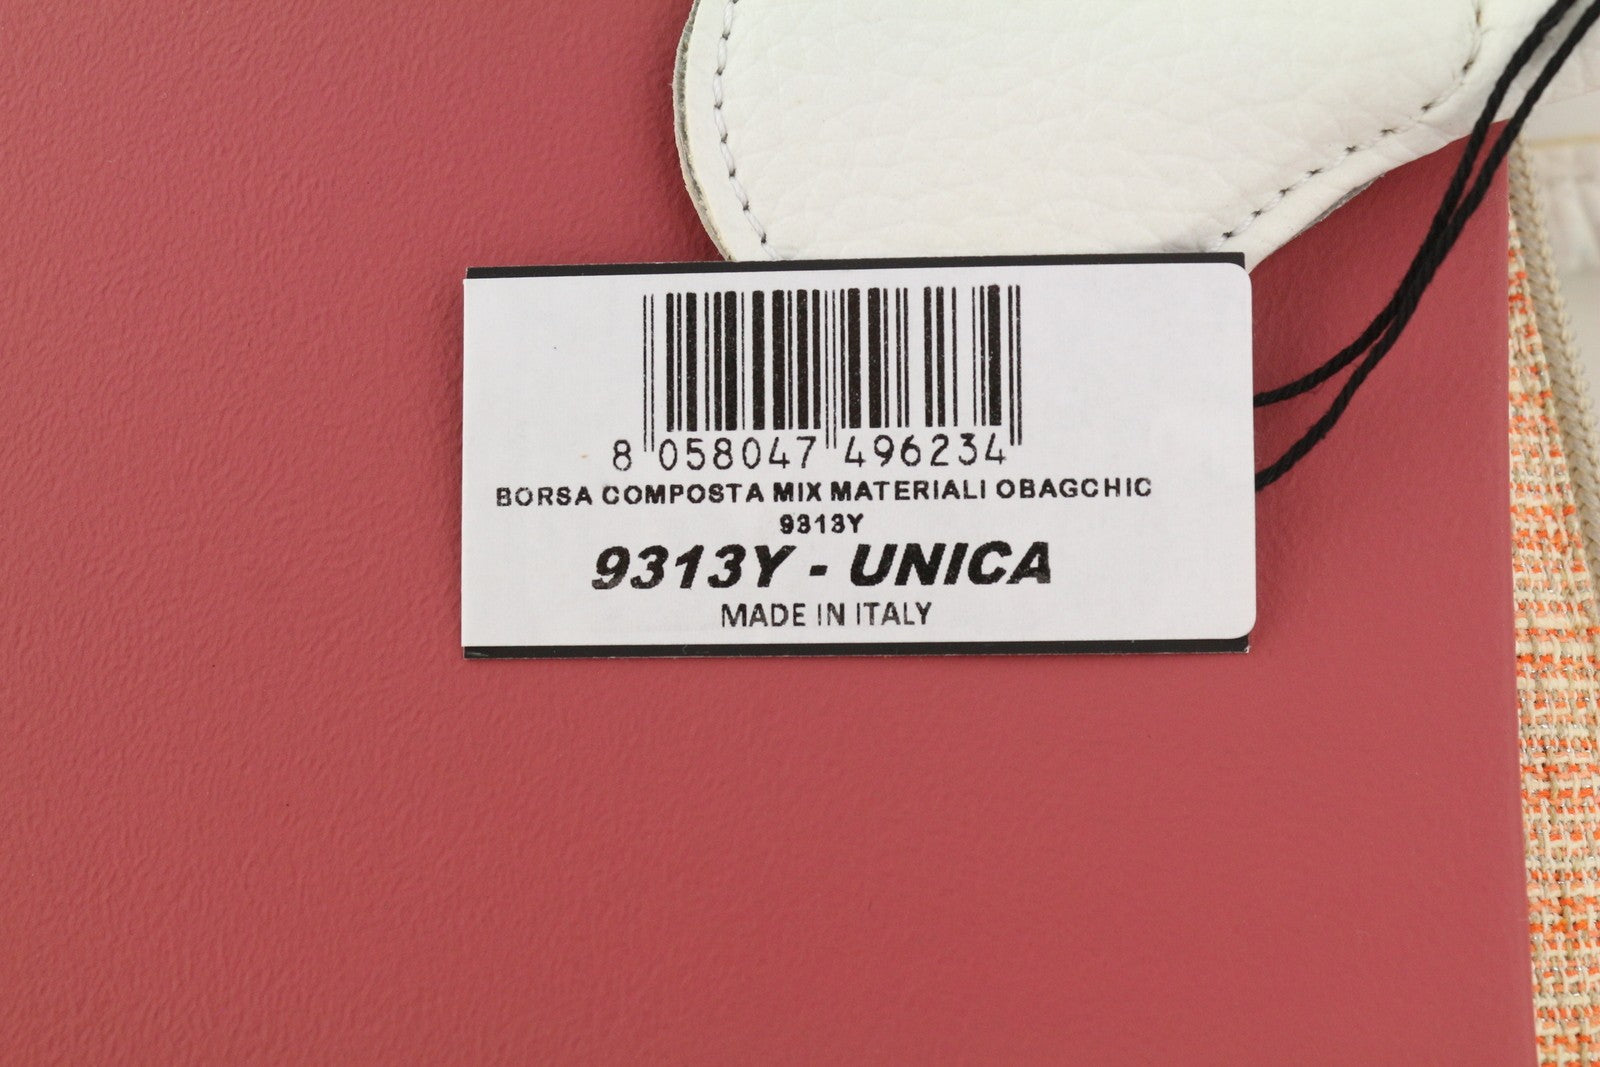 8 058047 496234
BORSA COMPOSTA MIX MATERIALI OBAGCHIC
9313Y
9313Y - UNICA
MADE IN ITALY